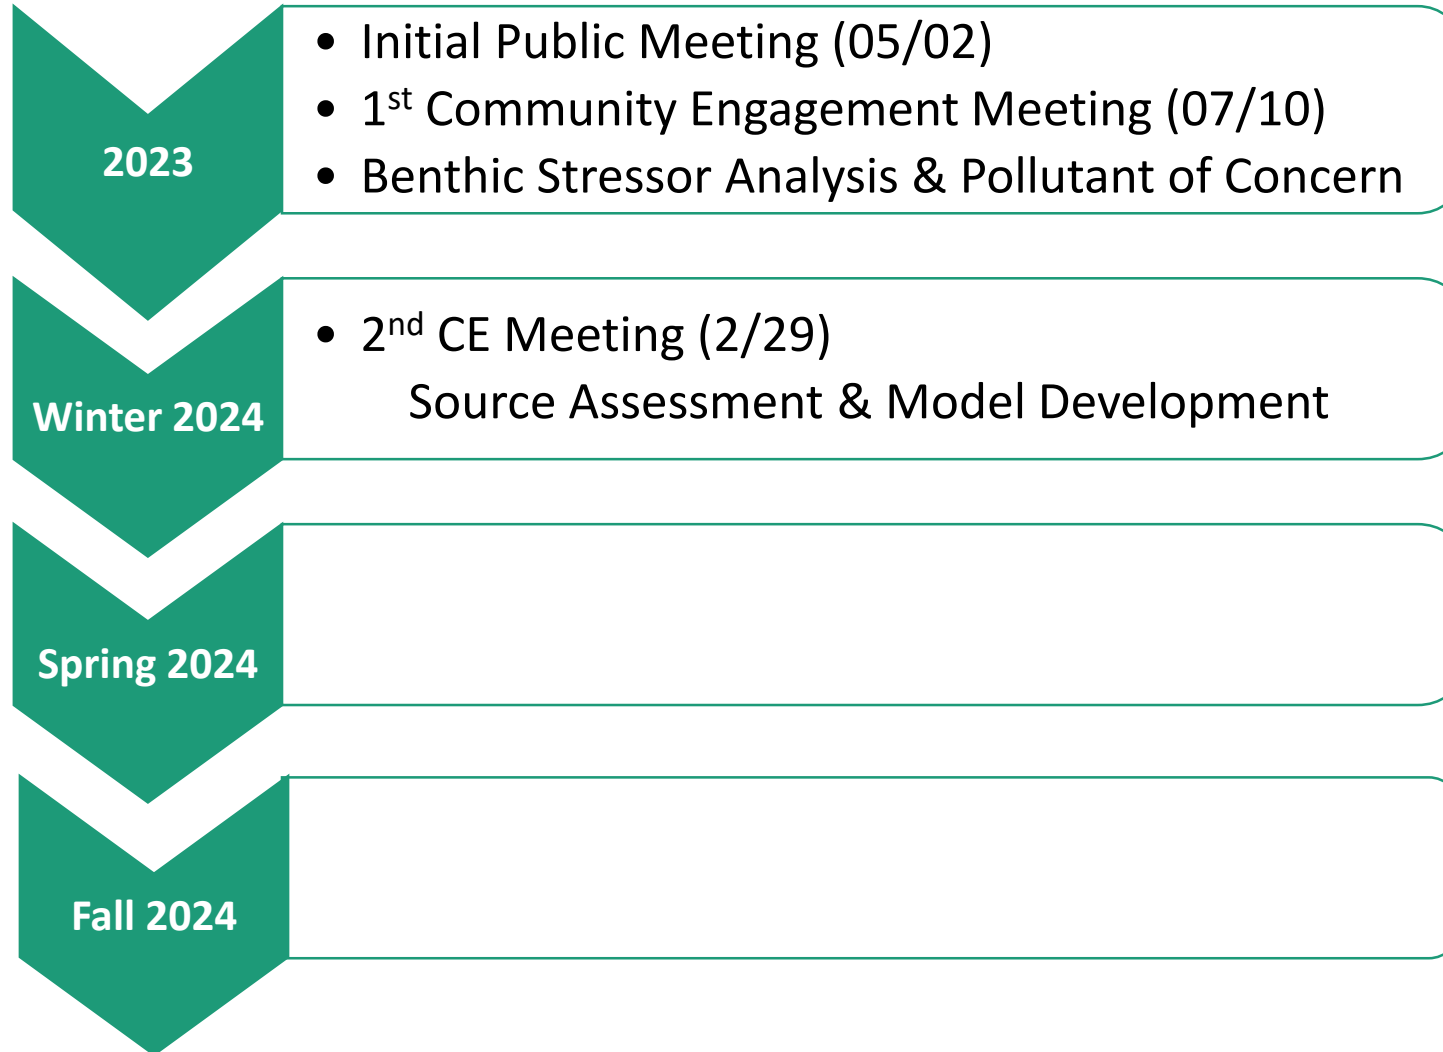 2023
• Initial Public Meeting (05/02)
• 1st Community Engagement Meeting (07/10)
• Benthic Stressor Analysis & Pollutant of Concern
Winter 2024
• 2nd CE Meeting (2/29)
Source Assessment & Model Development
Spring 2024
Fall 2024